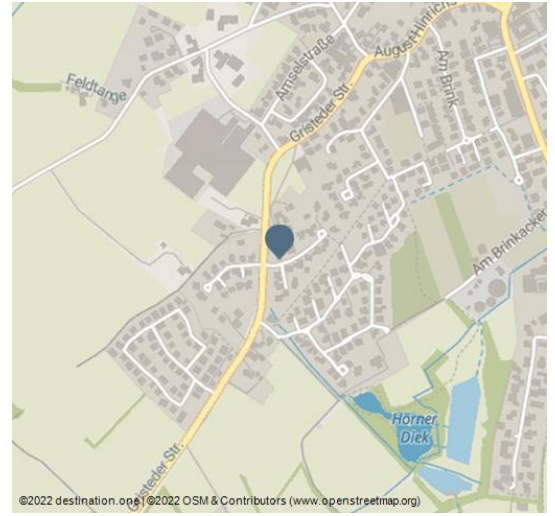 Feldtange
Amselstraße
August-Hinrichs
Gristeder Str.
Am Brink
Am Brinkacker
Hörner
Diek
Gristeder Str.
©2022 destination.one | ©2022 OSM & Contributors (www.openstreetmap.org)